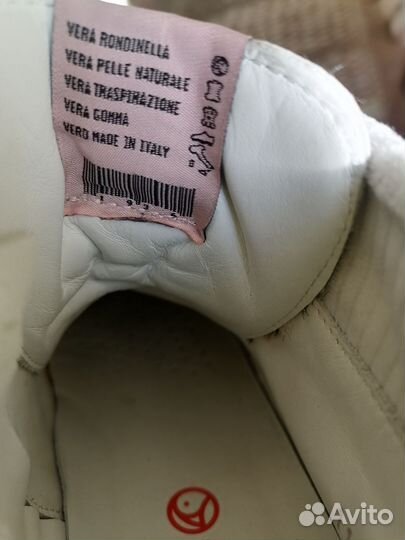 VERA RONDINELLA
VERA PELLE NATURALE
VERA TRASPIRAZIONE
VERA GOMMA
VERO MADE IN ITALY
Avito